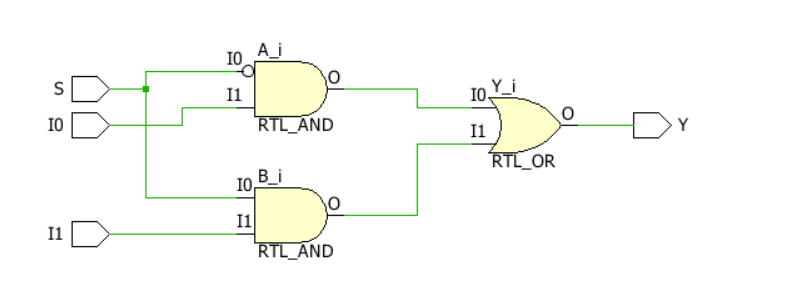 A_i
I0
S
O
I1
I0
RTL_AND
Y_i
I0
O
I1
Y
RTL_OR
B_i
I0
O
I1
I1
RTL_AND